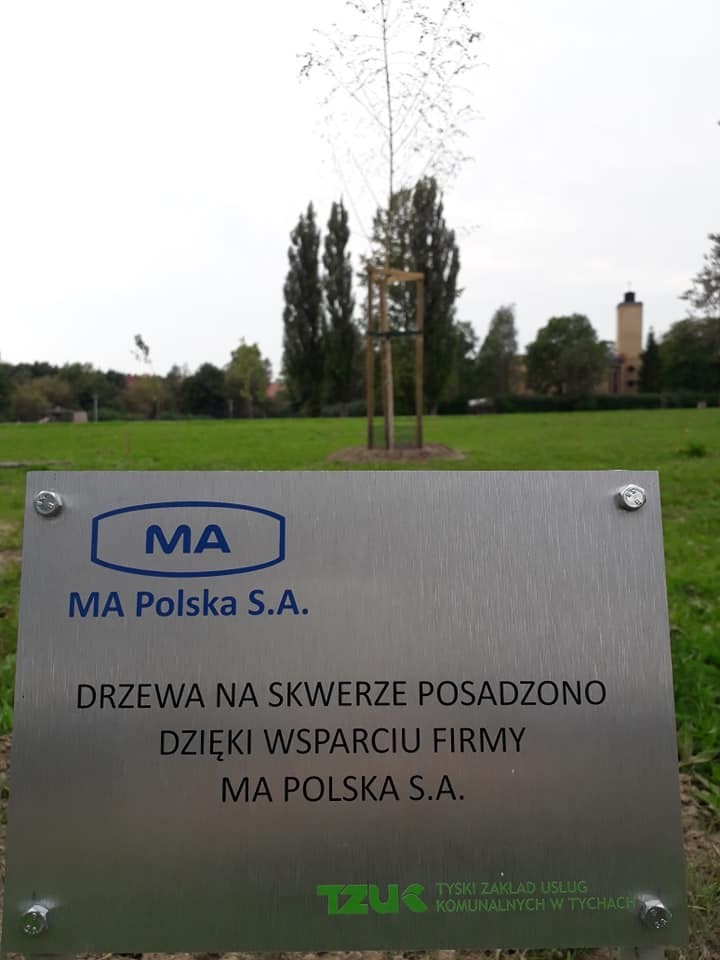 MA
MA Polska S.A.
DRZEWA NA SKWERZE POSADZONO
DZIĘKI WSPARCIU FIRMY
MA POLSKA S.A.
TZUK
TYSKI ZAKŁAD USŁUG
KOMUNALNYCH W TYCHACH